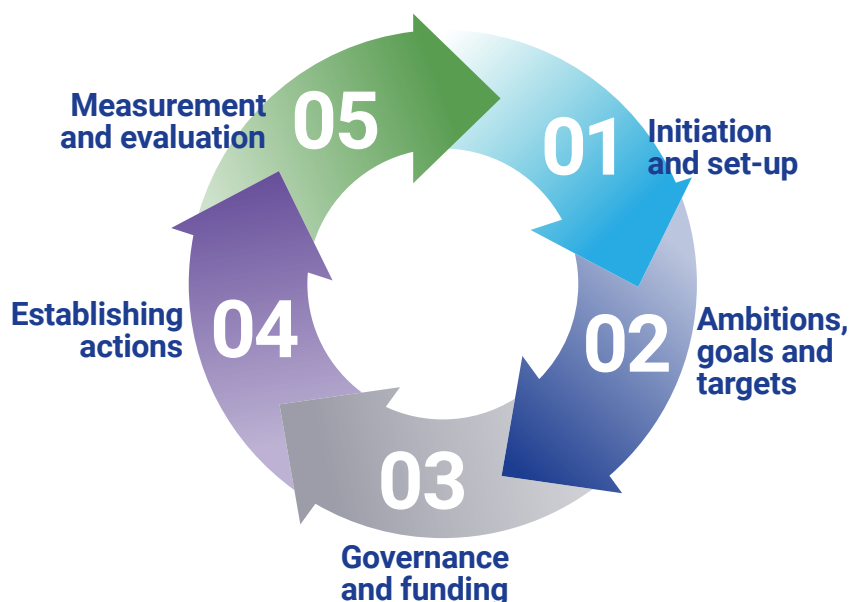 01
Initiation
and set-up
02
Ambitions,
goals and
targets
03
Governance
and funding
04
Establishing
actions
05
Measurement
and evaluation